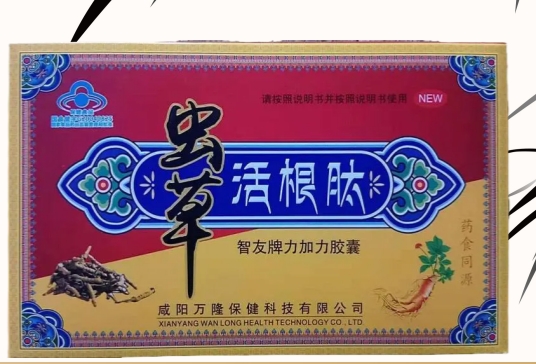 请按照说明书并按照说明书使用 NEW
虫草
活根肽
智友牌力加力胶囊
药食同源
咸阳万隆保健科技有限公司
XIANYANG WAN LONG HEALTH TECHNOLOGY CO., LTD.